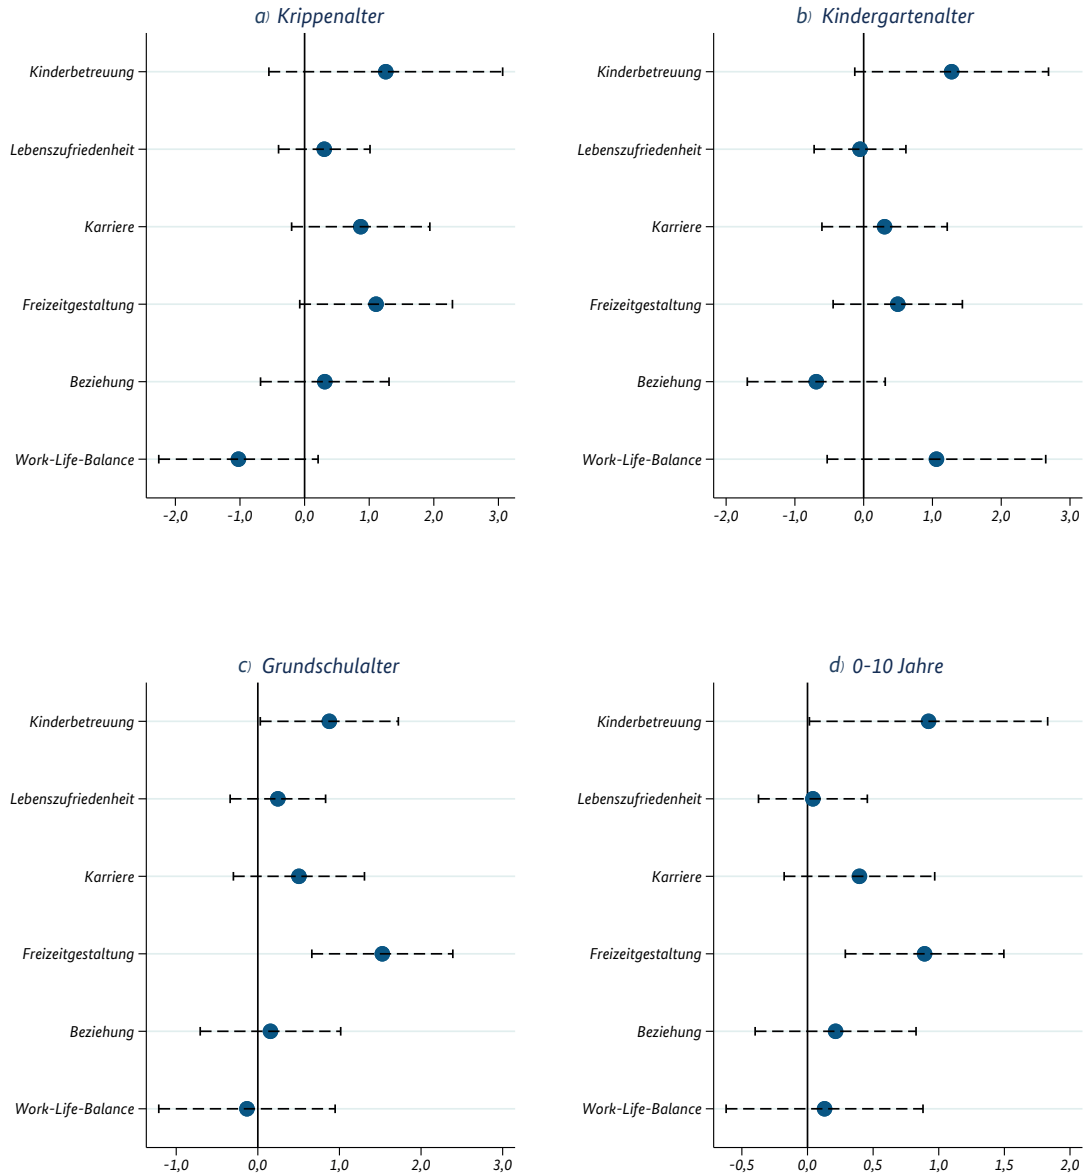 a) Krippenalter
Kinderbetreuung
Lebenszufriedenheit
Karriere
Freizeitgestaltung
Beziehung
Work-Life-Balance
-2,0 -1,0 0,0 1,0 2,0 3,0
b) Kindergartenalter
Kinderbetreuung
Lebenszufriedenheit
Karriere
Freizeitgestaltung
Beziehung
Work-Life-Balance
-2,0 -1,0 0,0 1,0 2,0 3,0
c) Grundschulalter
Kinderbetreuung
Lebenszufriedenheit
Karriere
Freizeitgestaltung
Beziehung
Work-Life-Balance
-1,0 0,0 1,0 2,0 3,0
d) 0-10 Jahre
Kinderbetreuung
Lebenszufriedenheit
Karriere
Freizeitgestaltung
Beziehung
Work-Life-Balance
-0,5 0,0 0,5 1,0 1,5 2,0